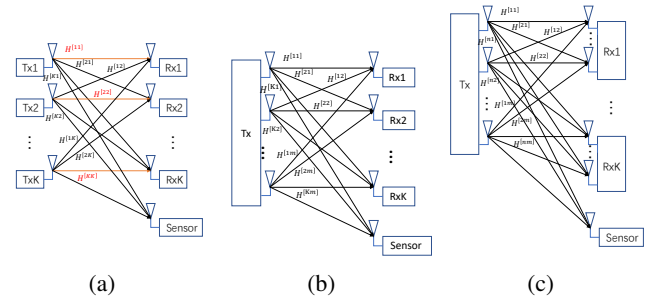 H^[11]
H^[21]
H^[12]
Tx1
Rx1
H^[K1]
H^[22]
Tx2
Rx2
H^[K2]
⋮
⋮
H^[1K]
H^[2K]
TxK
RxK
H^[KK]
Sensor
(a)
H^[11]
H^[21]
H^[12]
Rx1
H^[K1]
H^[22]
Tx
Rx2
H^[K2]
⋮
⋮
H^[1m]
H^[2m]
RxK
H^[Km]
Sensor
(b)
H^[11]
H^[21]
H^[12]
Rx1
H^[n1]
H^[22]
Tx
H^[n2]
H^[1m]
H^[2m]
H^[nm]
RxK
Sensor
(c)